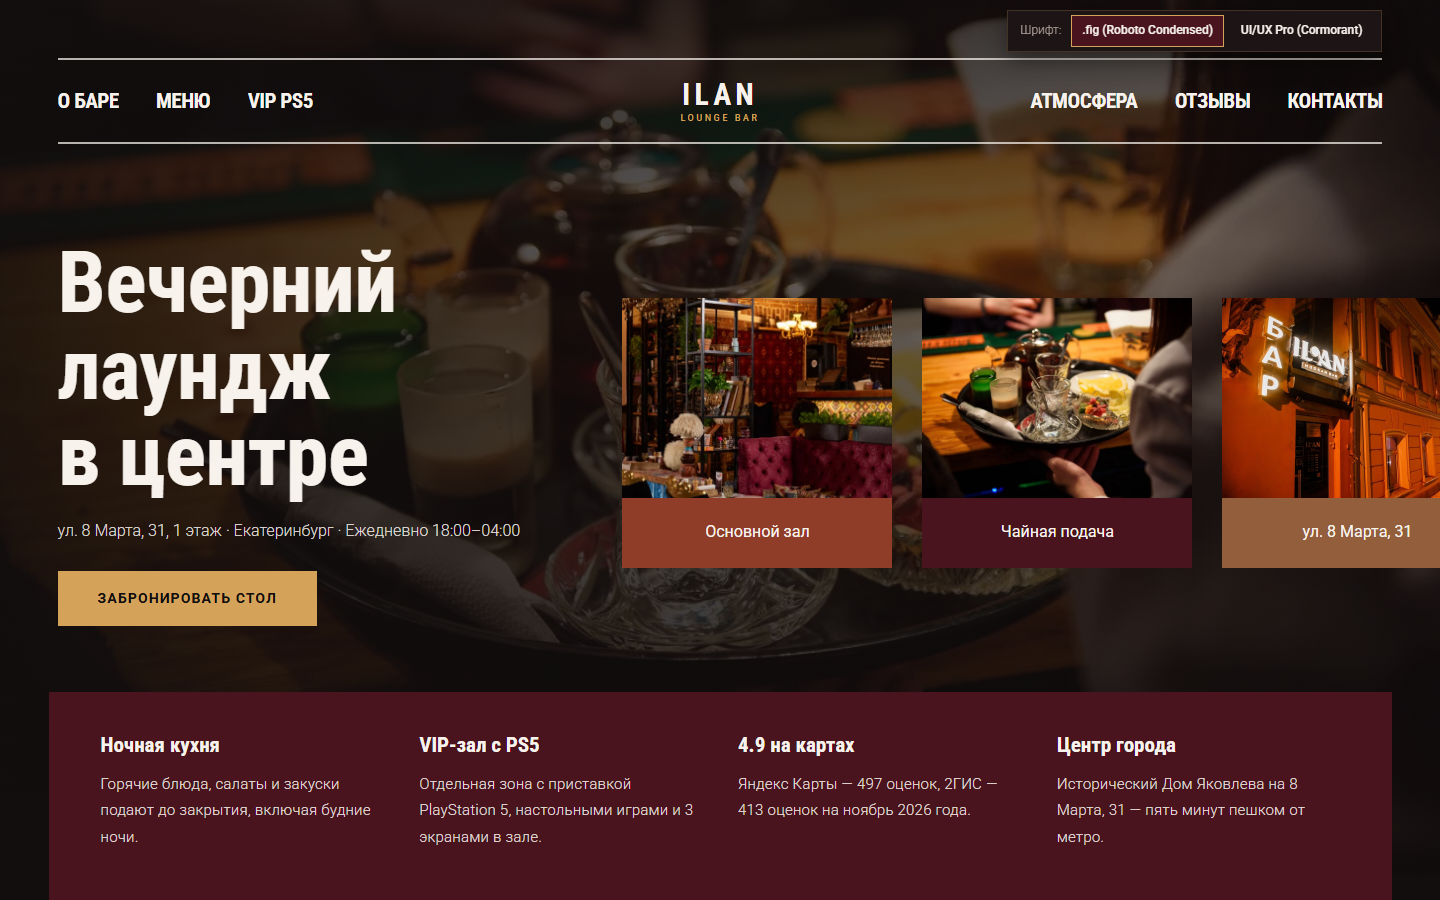 Шрифт: .fig (Roboto Condensed) UI/UX Pro (Cormorant)
О БАРЕ МЕНЮ VIP PS5 ILAN АТМОСФЕРА ОТЗЫВЫ КОНТАКТЫ
LOUNGE BAR
Вечерний
лаундж
в центре
ул. 8 Марта, 31, 1 этаж · Екатеринбург · Ежедневно 18:00–04:00
ЗАБРОНИРОВАТЬ СТОЛ
БАР
ILAN
Основной зал
Чайная подача
ул. 8 Марта, 31
Ночная кухня
Горячие блюда, салаты и закуски
подают до закрытия, включая будние
ночи.
VIP-зал с PS5
Отдельная зона с приставкой
PlayStation 5, настольными играми и 3
экранами в зале.
4.9 на картах
Яндекс Карты — 497 оценок, 2ГИС —
413 оценок на ноябрь 2026 года.
Центр города
Исторический Дом Яковлева на 8
Марта, 31 — пять минут пешком от
метро.